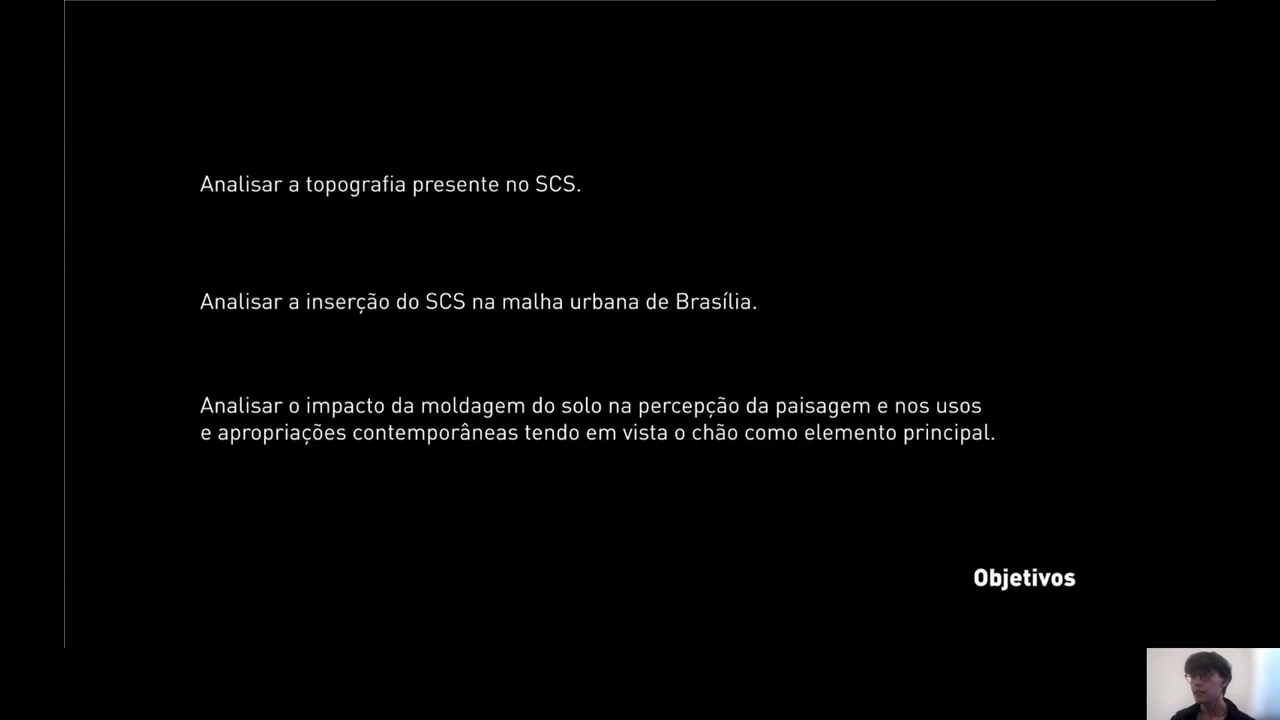 Analisar a topografia presente no SCS.
Analisar a inserção do SCS na malha urbana de Brasília.
Analisar o impacto da moldagem do solo na percepção da paisagem e nos usos
e apropriações contemporâneas tendo em vista o chão como elemento principal.
Objetivos